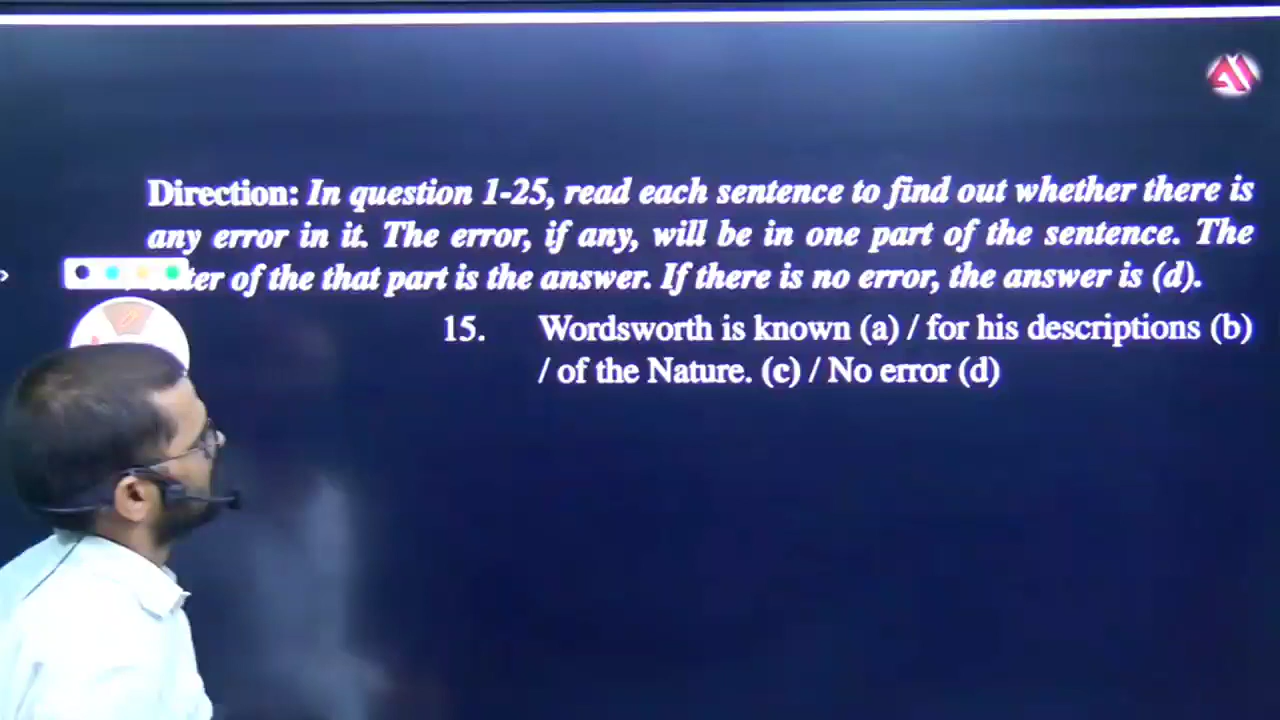 Direction: In question 1-25, read each sentence to find out whether there is
any error in it. The error, if any, will be in one part of the sentence. The
of the that part is the answer. If there is no error, the answer is (d).
15. Wordsworth is known (a) / for his descriptions (b)
/ of the Nature. (c) / No error (d)